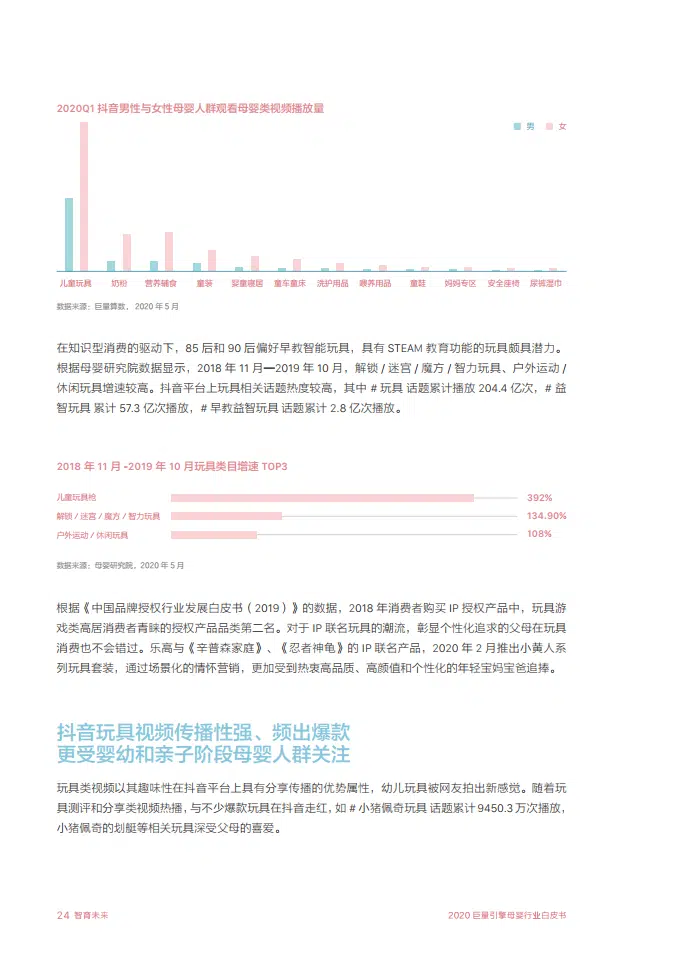 2020Q1 抖音男性与女性母婴人群观看母婴类视频播放量
男 女
儿童玩具 奶粉 营养辅食 童装 婴童寝居 童车童床 洗护用品 喂养用品 童鞋 妈妈专区 安全座椅 尿裤湿巾
数据来源：巨量算数，2020 年 5 月
在知识型消费的驱动下，85 后和 90 后偏好早教智能玩具，具有 STEAM 教育功能的玩具颇具潜力。
根据母婴研究院数据显示，2018 年 11 月—2019 年 10 月，解锁 / 迷宫 / 魔方 / 智力玩具、户外运动 /
休闲玩具增速较高。抖音平台上玩具相关话题热度较高，其中 # 玩具 话题累计播放 204.4 亿次，# 益
智玩具 累计 57.3 亿次播放，# 早教益智玩具 话题累计 2.8 亿次播放。
2018 年 11 月 -2019 年 10 月玩具类目增速 TOP3
儿童玩具枪 392%
解锁 / 迷宫 / 魔方 / 智力玩具 134.90%
户外运动 / 休闲玩具 108%
数据来源：母婴研究院，2020 年 5 月
根据《中国品牌授权行业发展白皮书（2019）》的数据，2018 年消费者购买 IP 授权产品中，玩具游
戏类高居消费者青睐的授权产品品类第二名。对于 IP 联名玩具的潮流，彰显个性化追求的父母在玩具
消费也不会错过。乐高与《辛普森家庭》、《忍者神龟》的 IP 联名产品，2020 年 2 月推出小黄人系
列玩具套装，通过场景化的情怀营销，更加受到热衷高品质、高颜值和个性化的年轻宝妈宝爸追捧。
抖音玩具视频传播性强、频出爆款
更受婴幼和亲子阶段母婴人群关注
玩具类视频以其趣味性在抖音平台上具有分享传播的优势属性，幼儿玩具被网友拍出新感觉。随着玩
具测评和分享类视频热播，与不少爆款玩具在抖音走红，如 # 小猪佩奇玩具 话题累计 9450.3 万次播放，
小猪佩奇的划艇等相关玩具深受父母的喜爱。
24 智育未来
2020 巨量引擎母婴行业白皮书